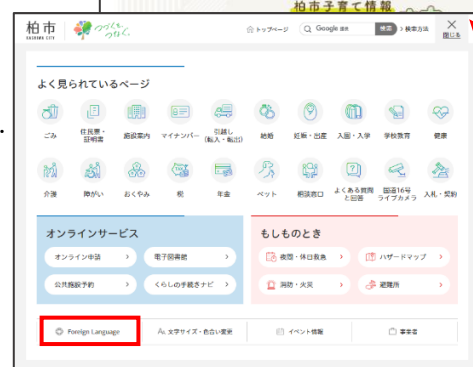 柏市子育て情報
柏市
KASHIWA CITY
つづくを、
つなぐ。
トップページ
Google 提供
検索
検索方法
閉じる
よく見られているページ
ごみ
住民票・
証明書
施設案内
マイナンバー
引越し
(転入・転出)
結婚
妊娠・出産
入園・入学
学校教育
健康
介護
障がい
おくやみ
税
年金
ペット
相談窓口
よくある質問
と回答
国道16号
ライブカメラ
入札・契約
オンラインサービス
オンライン申請
電子図書館
公共施設予約
くらしの手続きナビ
もしものとき
夜間・休日救急
ハザードマップ
消防・火災
避難所
Foreign Language
文字サイズ・色合い変更
イベント情報
事業者